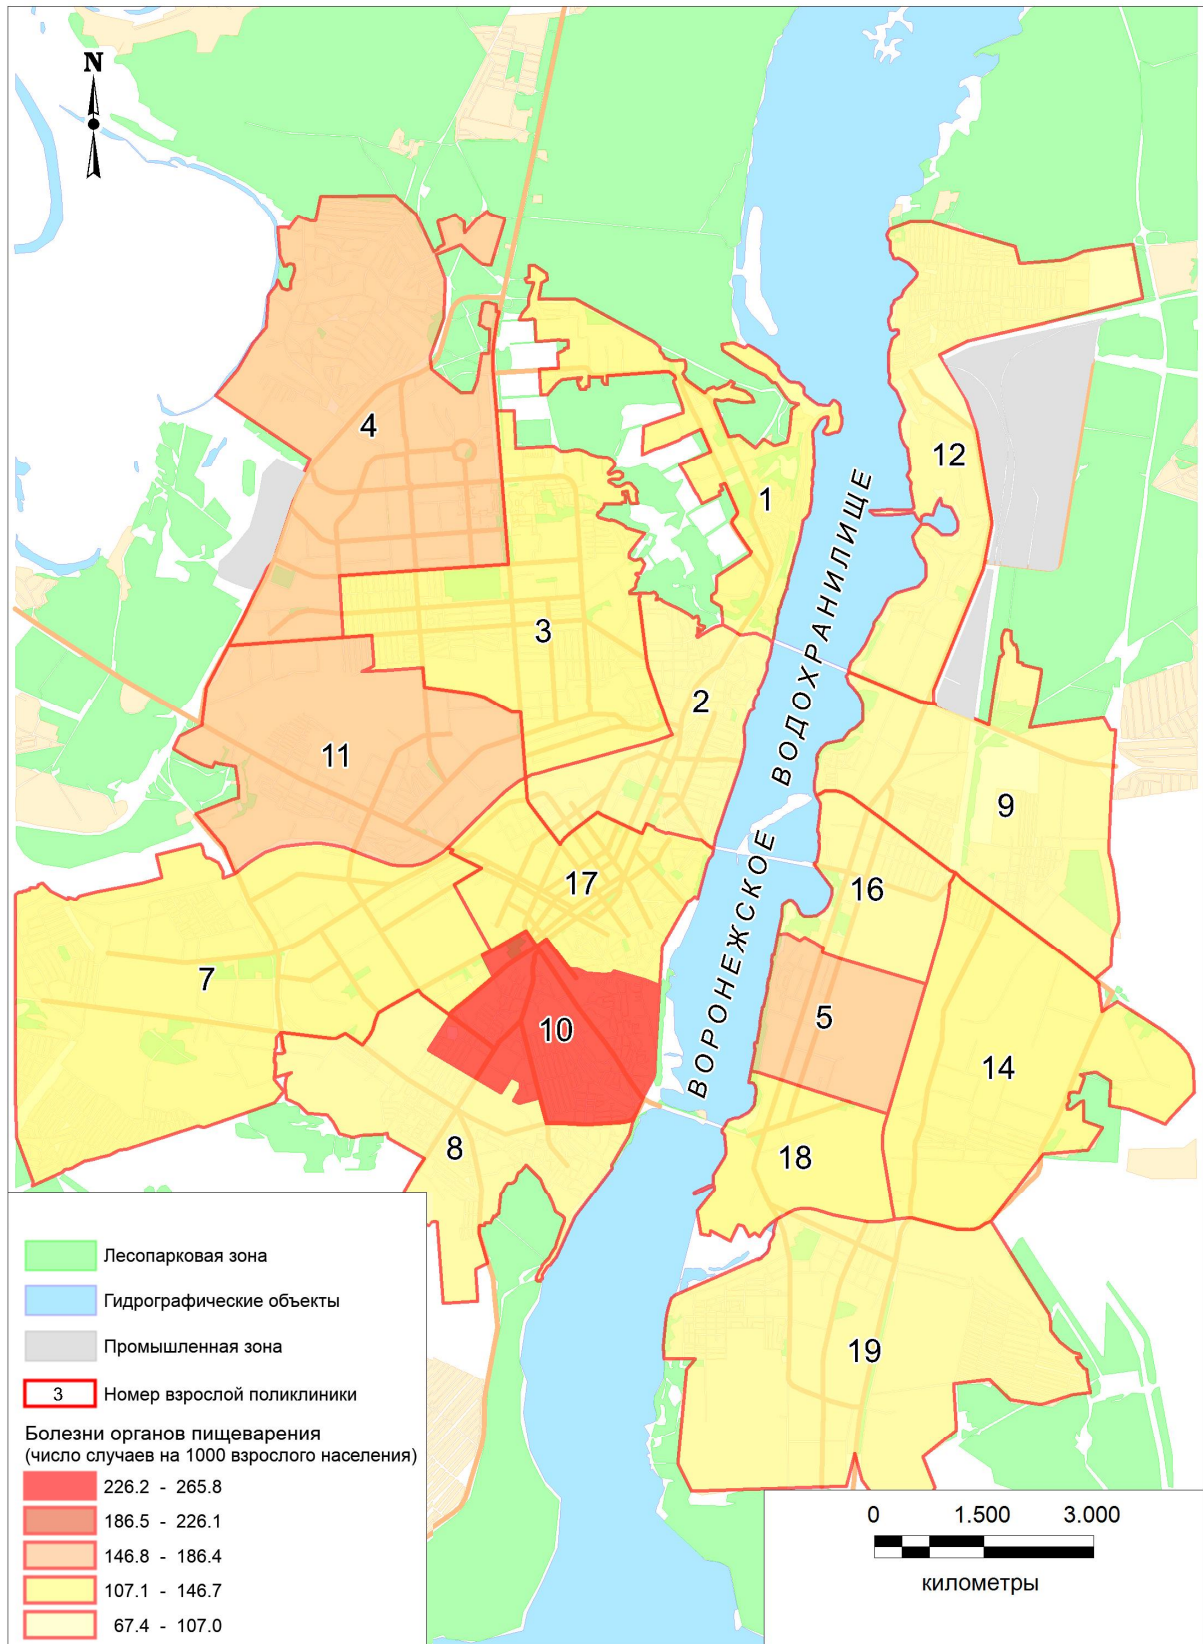 N
4
12
1
3
2
11
9
16
17
7
5
10
14
8
18
19
ВОРОНЕЖСКОЕ ВОДОХРАНИЛИЩЕ
Лесопарковая зона
Гидрографические объекты
Промышленная зона
3 Номер взрослой поликлиники
Болезни органов пищеварения
(число случаев на 1000 взрослого населения)
226.2 - 265.8
186.5 - 226.1
146.8 - 186.4
107.1 - 146.7
67.4 - 107.0
0 1.500 3.000
километры